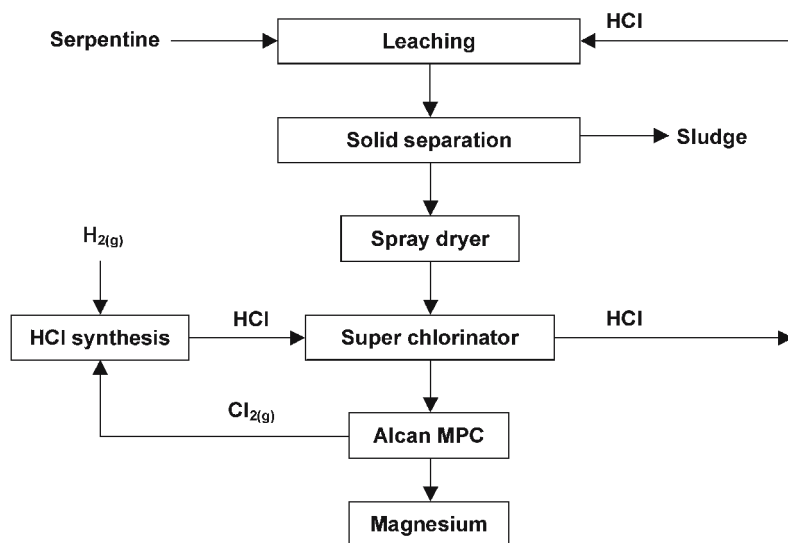 HCl
Serpentine
Leaching
Solid separation
Sludge
H2(g)
Spray dryer
HCl synthesis
HCl
Super chlorinator
HCl
Cl2(g)
Alcan MPC
Magnesium